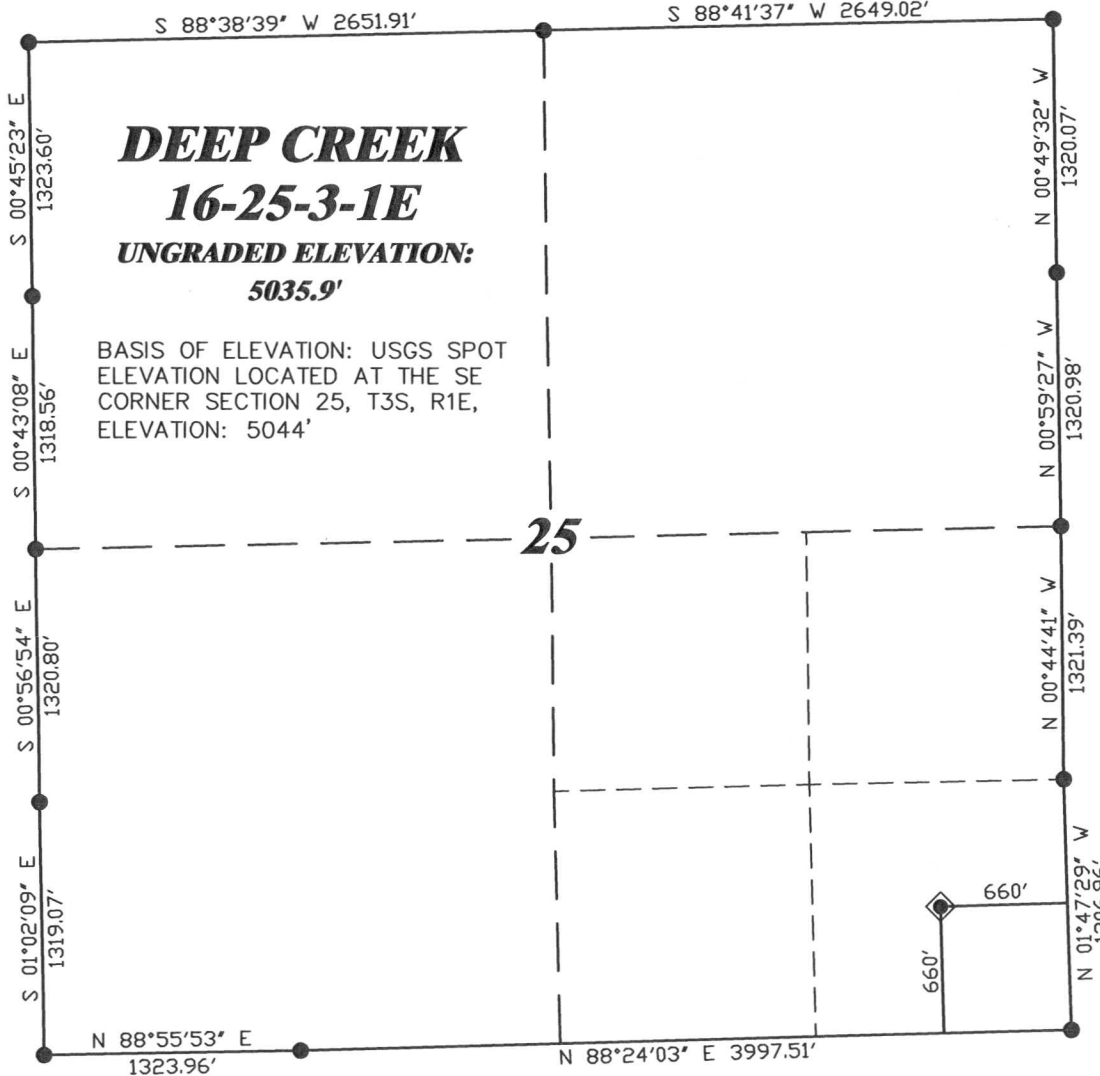 S 88°38'39" W 2651.91'
S 88°41'37" W 2649.02'
S 00°45'23" E
1323.60'
DEEP CREEK
16-25-3-1E
UNGRADED ELEVATION:
5035.9'
N 00°49'32" W
1320.07'
BASIS OF ELEVATION: USGS SPOT
ELEVATION LOCATED AT THE SE
CORNER SECTION 25, T3S, R1E,
ELEVATION: 5044'
S 00°43'08" E
1318.56'
N 00°59'27" W
1320.98'
25
S 00°56'54" E
1320.80'
N 00°44'41" W
1321.39'
S 01°02'09" E
1319.07'
660'
660'
N 01°47'29" W
N 88°55'53" E
1323.96'
N 88°24'03" E 3997.51'